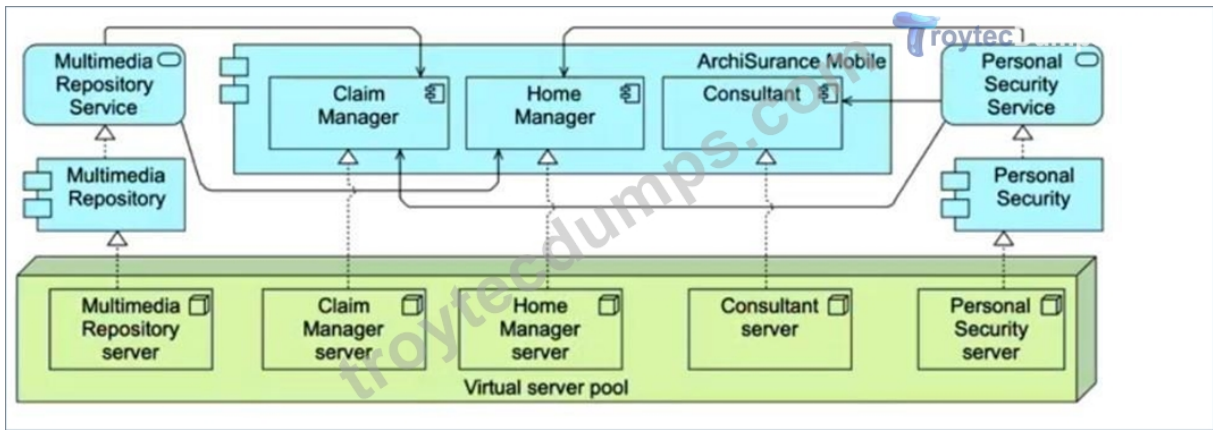 Multimedia
Repository
Service
ArchiSurance Mobile
Claim
Manager
Home
Manager
Consultant
Personal
Security
Service
Multimedia
Repository
Personal
Security
Multimedia
Repository
server
Claim
Manager
server
Home
Manager
server
Consultant
server
Personal
Security
server
Virtual server pool
TroytecDumps
troytecdumps.com